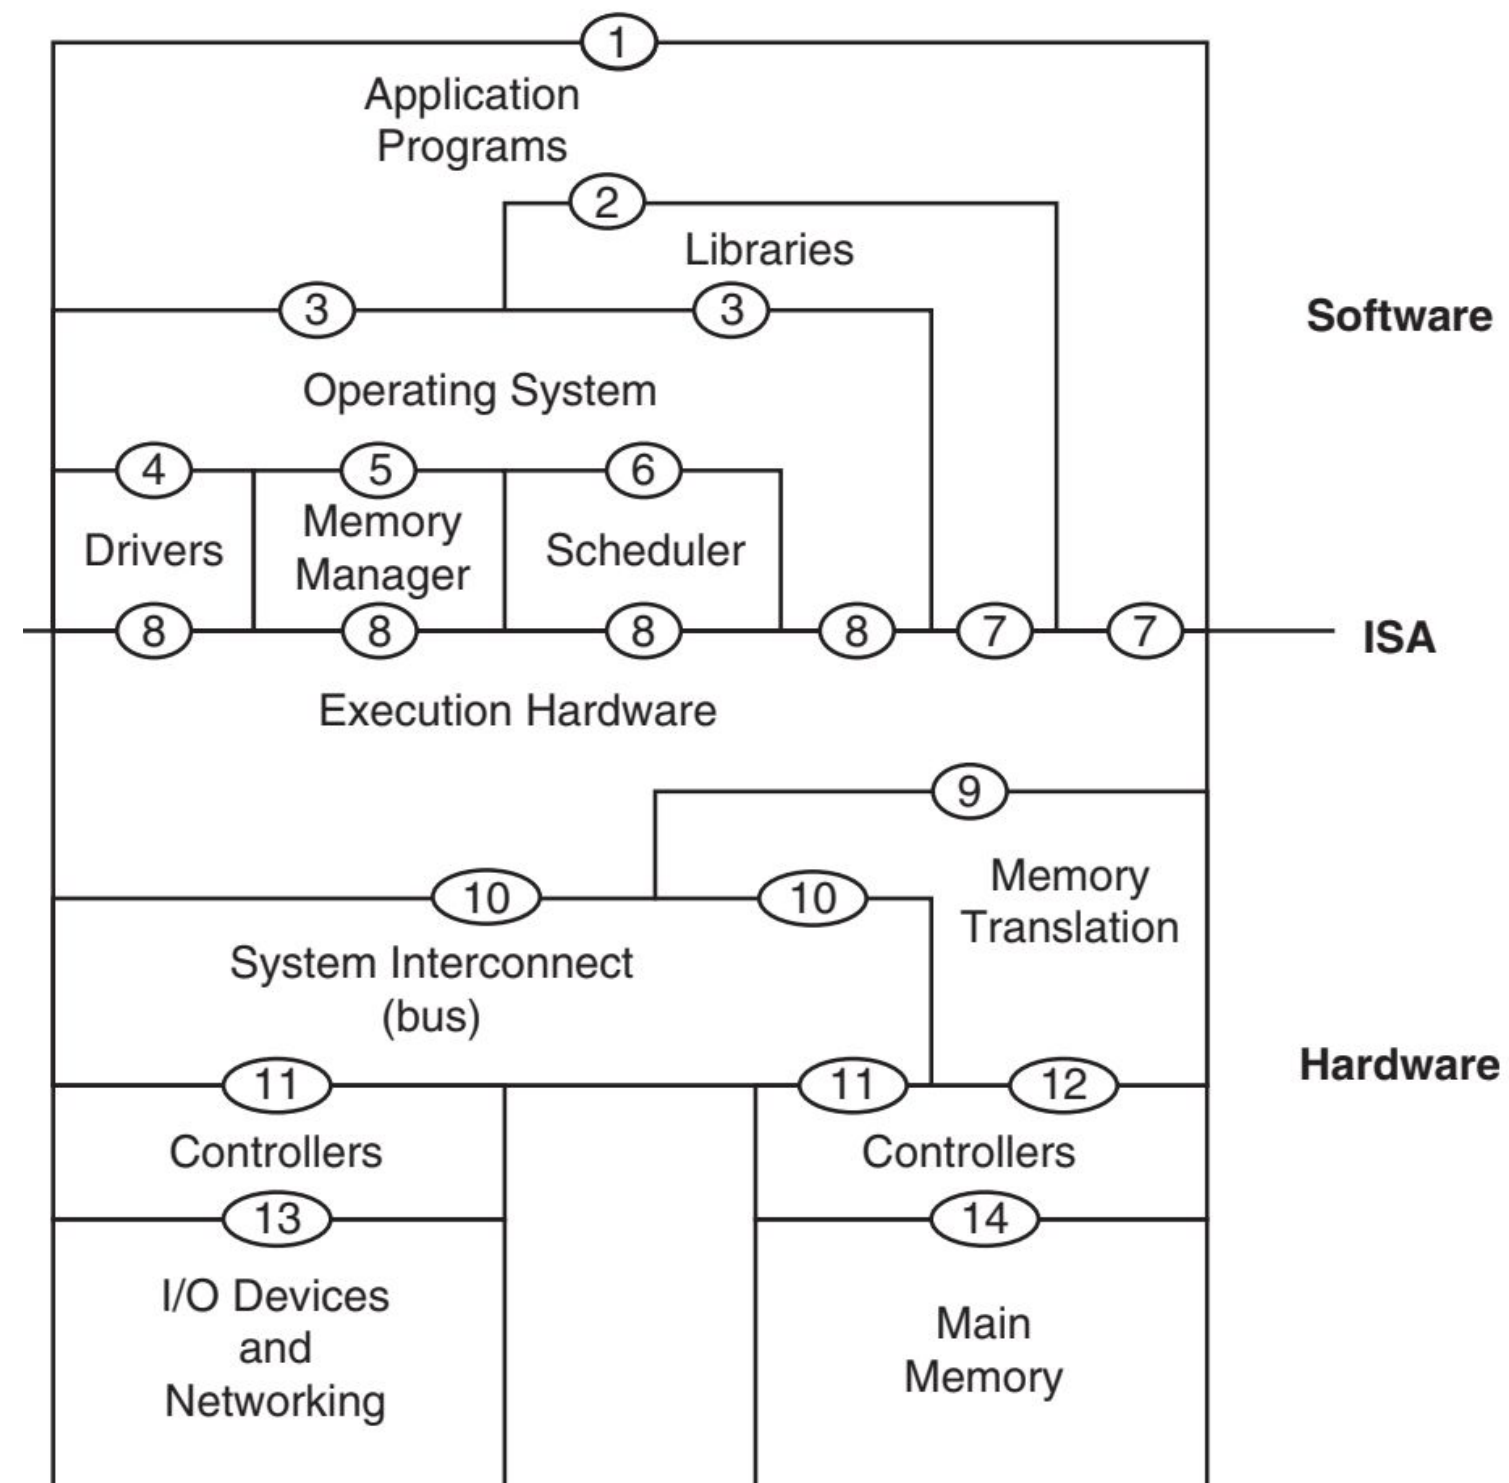 1
Application
Programs
2
Libraries
3 3
Software
Operating System
4 5 6
Drivers
Memory
Manager
Scheduler
8 8 8 8 7 7
ISA
Execution Hardware
9
Memory
Translation
10 10
System Interconnect
(bus)
11 11 12
Hardware
Controllers Controllers
13 14
I/O Devices
and
Networking
Main
Memory